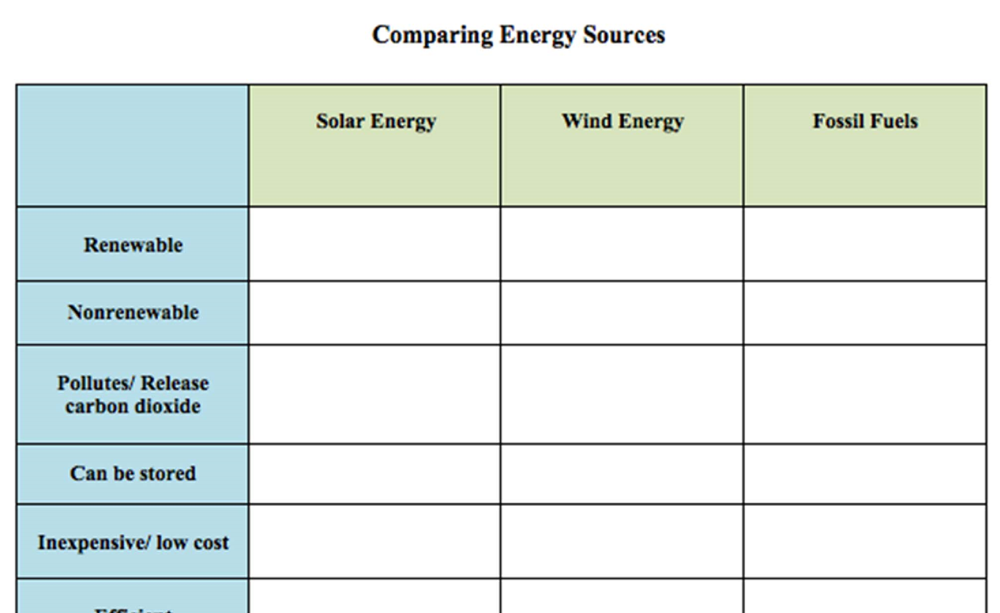 Comparing Energy Sources
Solar Energy
Wind Energy
Fossil Fuels
Renewable
Nonrenewable
Pollutes/ Release
carbon dioxide
Can be stored
Inexpensive/ low cost
Efficient